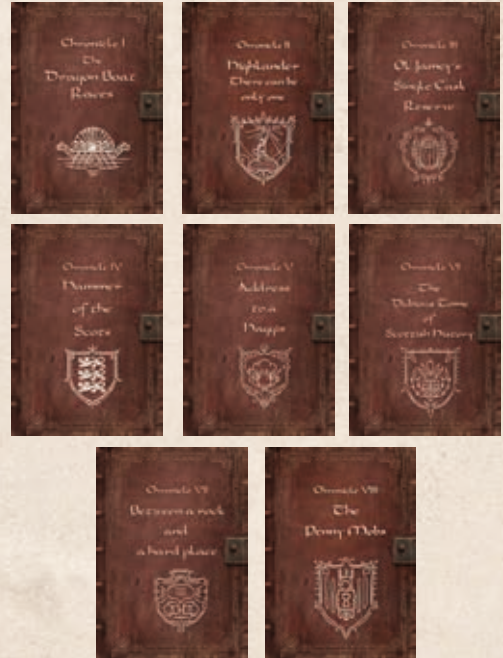 Chronicle I
The
Dragon Boat
Races
Chronicle II
Highlander
There can be
only one
Chronicle III
Ol Jamey's
Single Cask
Reserve
Chronicle IV
Hammer
of the
Scots
Chronicle V
Address
to a
Haggis
Chronicle VI
The
Dubious Tome
of
Scottish History
Chronicle VII
Between a rock
and
a hard place
Chronicle VIII
The
Penny Mobs